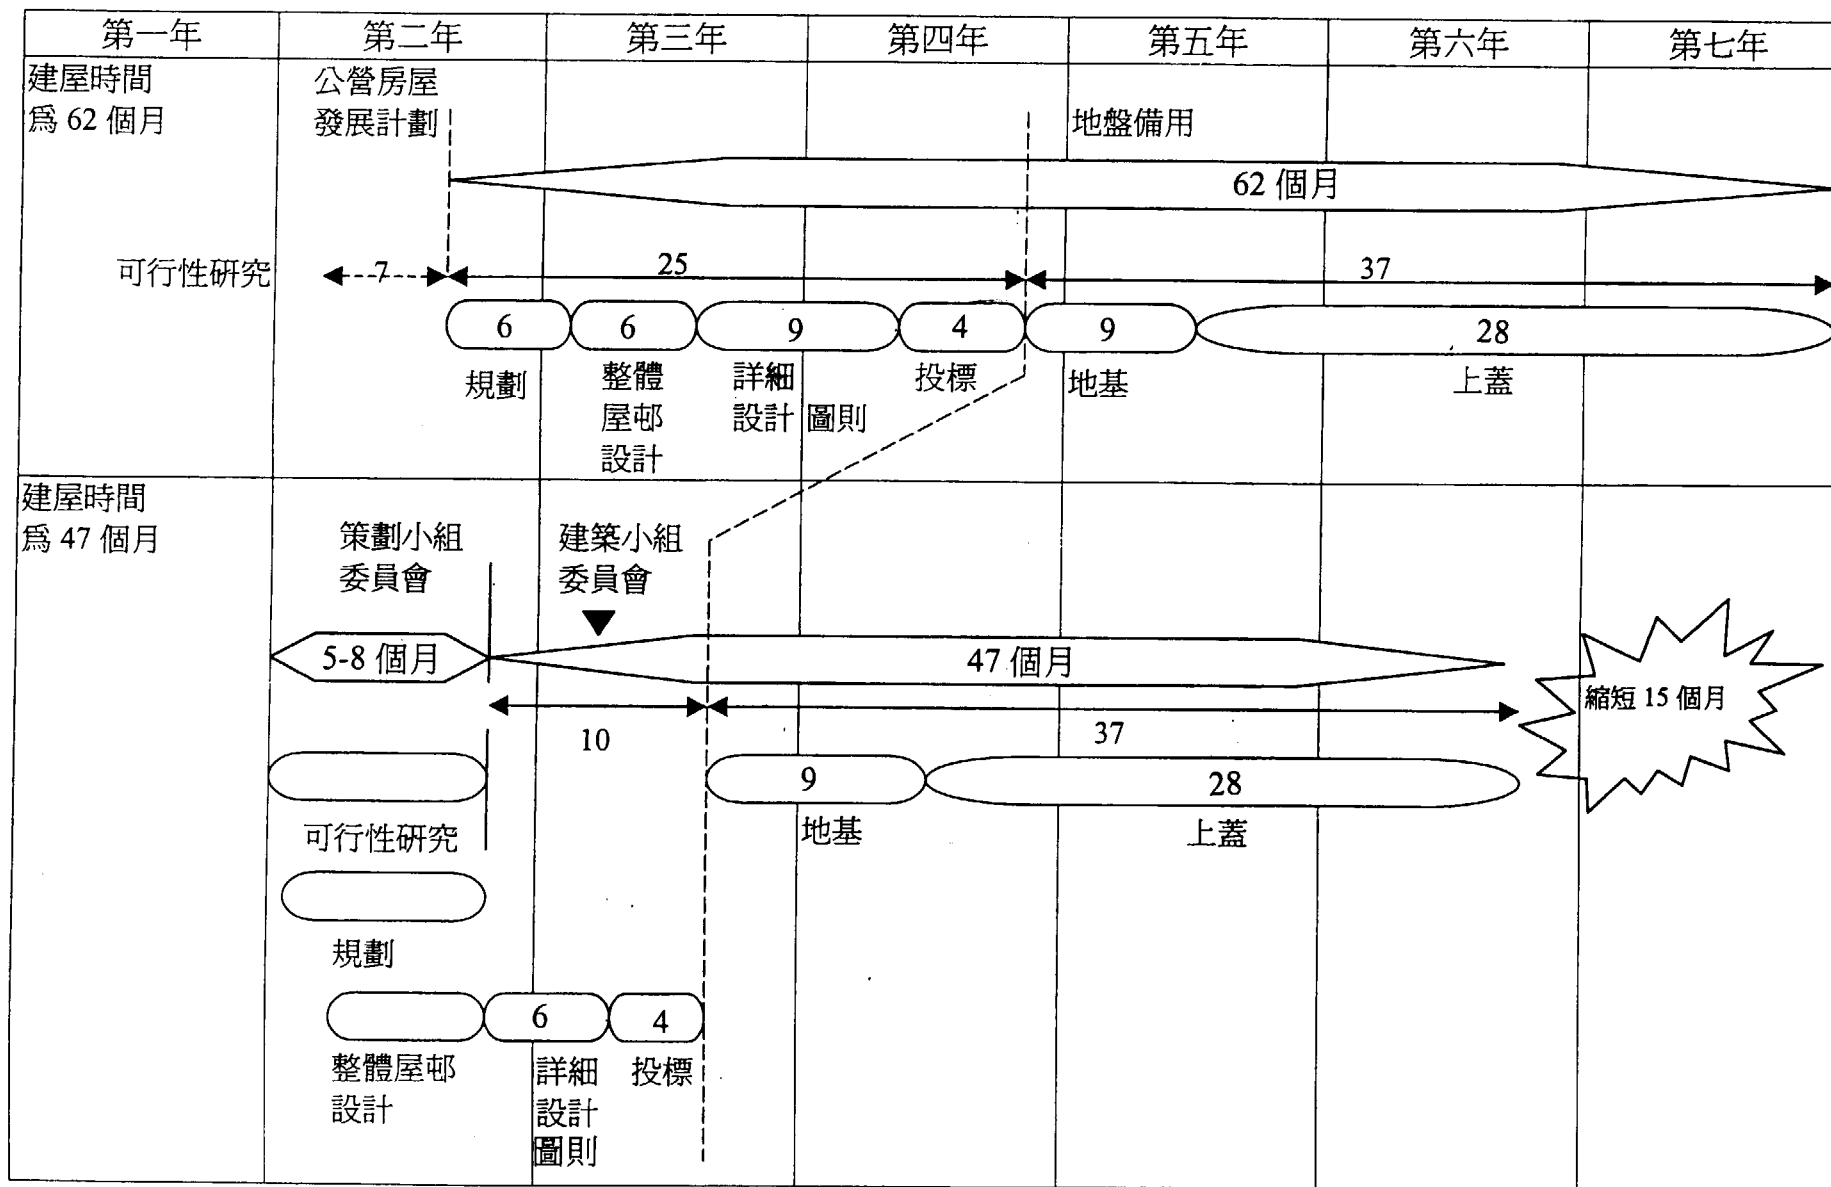 第一年 第二年 第三年 第四年 第五年 第六年 第七年
建屋時間
爲 62 個月
公營房屋
發展計劃
地盤備用
62 個月
可行性研究
7 25 37
6 6 9 4 9 28
規劃
整體
屋邨
設計
詳細
設計 圖則
投標
地基
上蓋
建屋時間
爲 47 個月
策劃小組
委員會
建築小組
委員會
5-8 個月
47 個月
縮短 15 個月
10 37
9 28
可行性研究
地基
上蓋
規劃
6 4
整體屋邨
設計
詳細
設計
圖則
投標